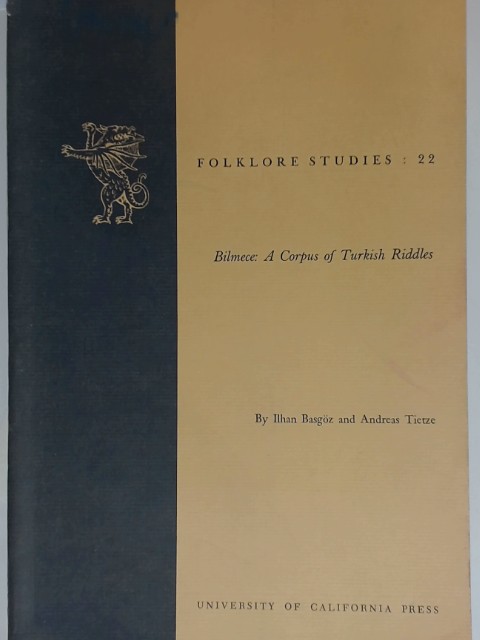 FOLKLORE STUDIES : 22
Bilmece: A Corpus of Turkish Riddles
By Ilhan Basgöz and Andreas Tietze
UNIVERSITY OF CALIFORNIA PRESS